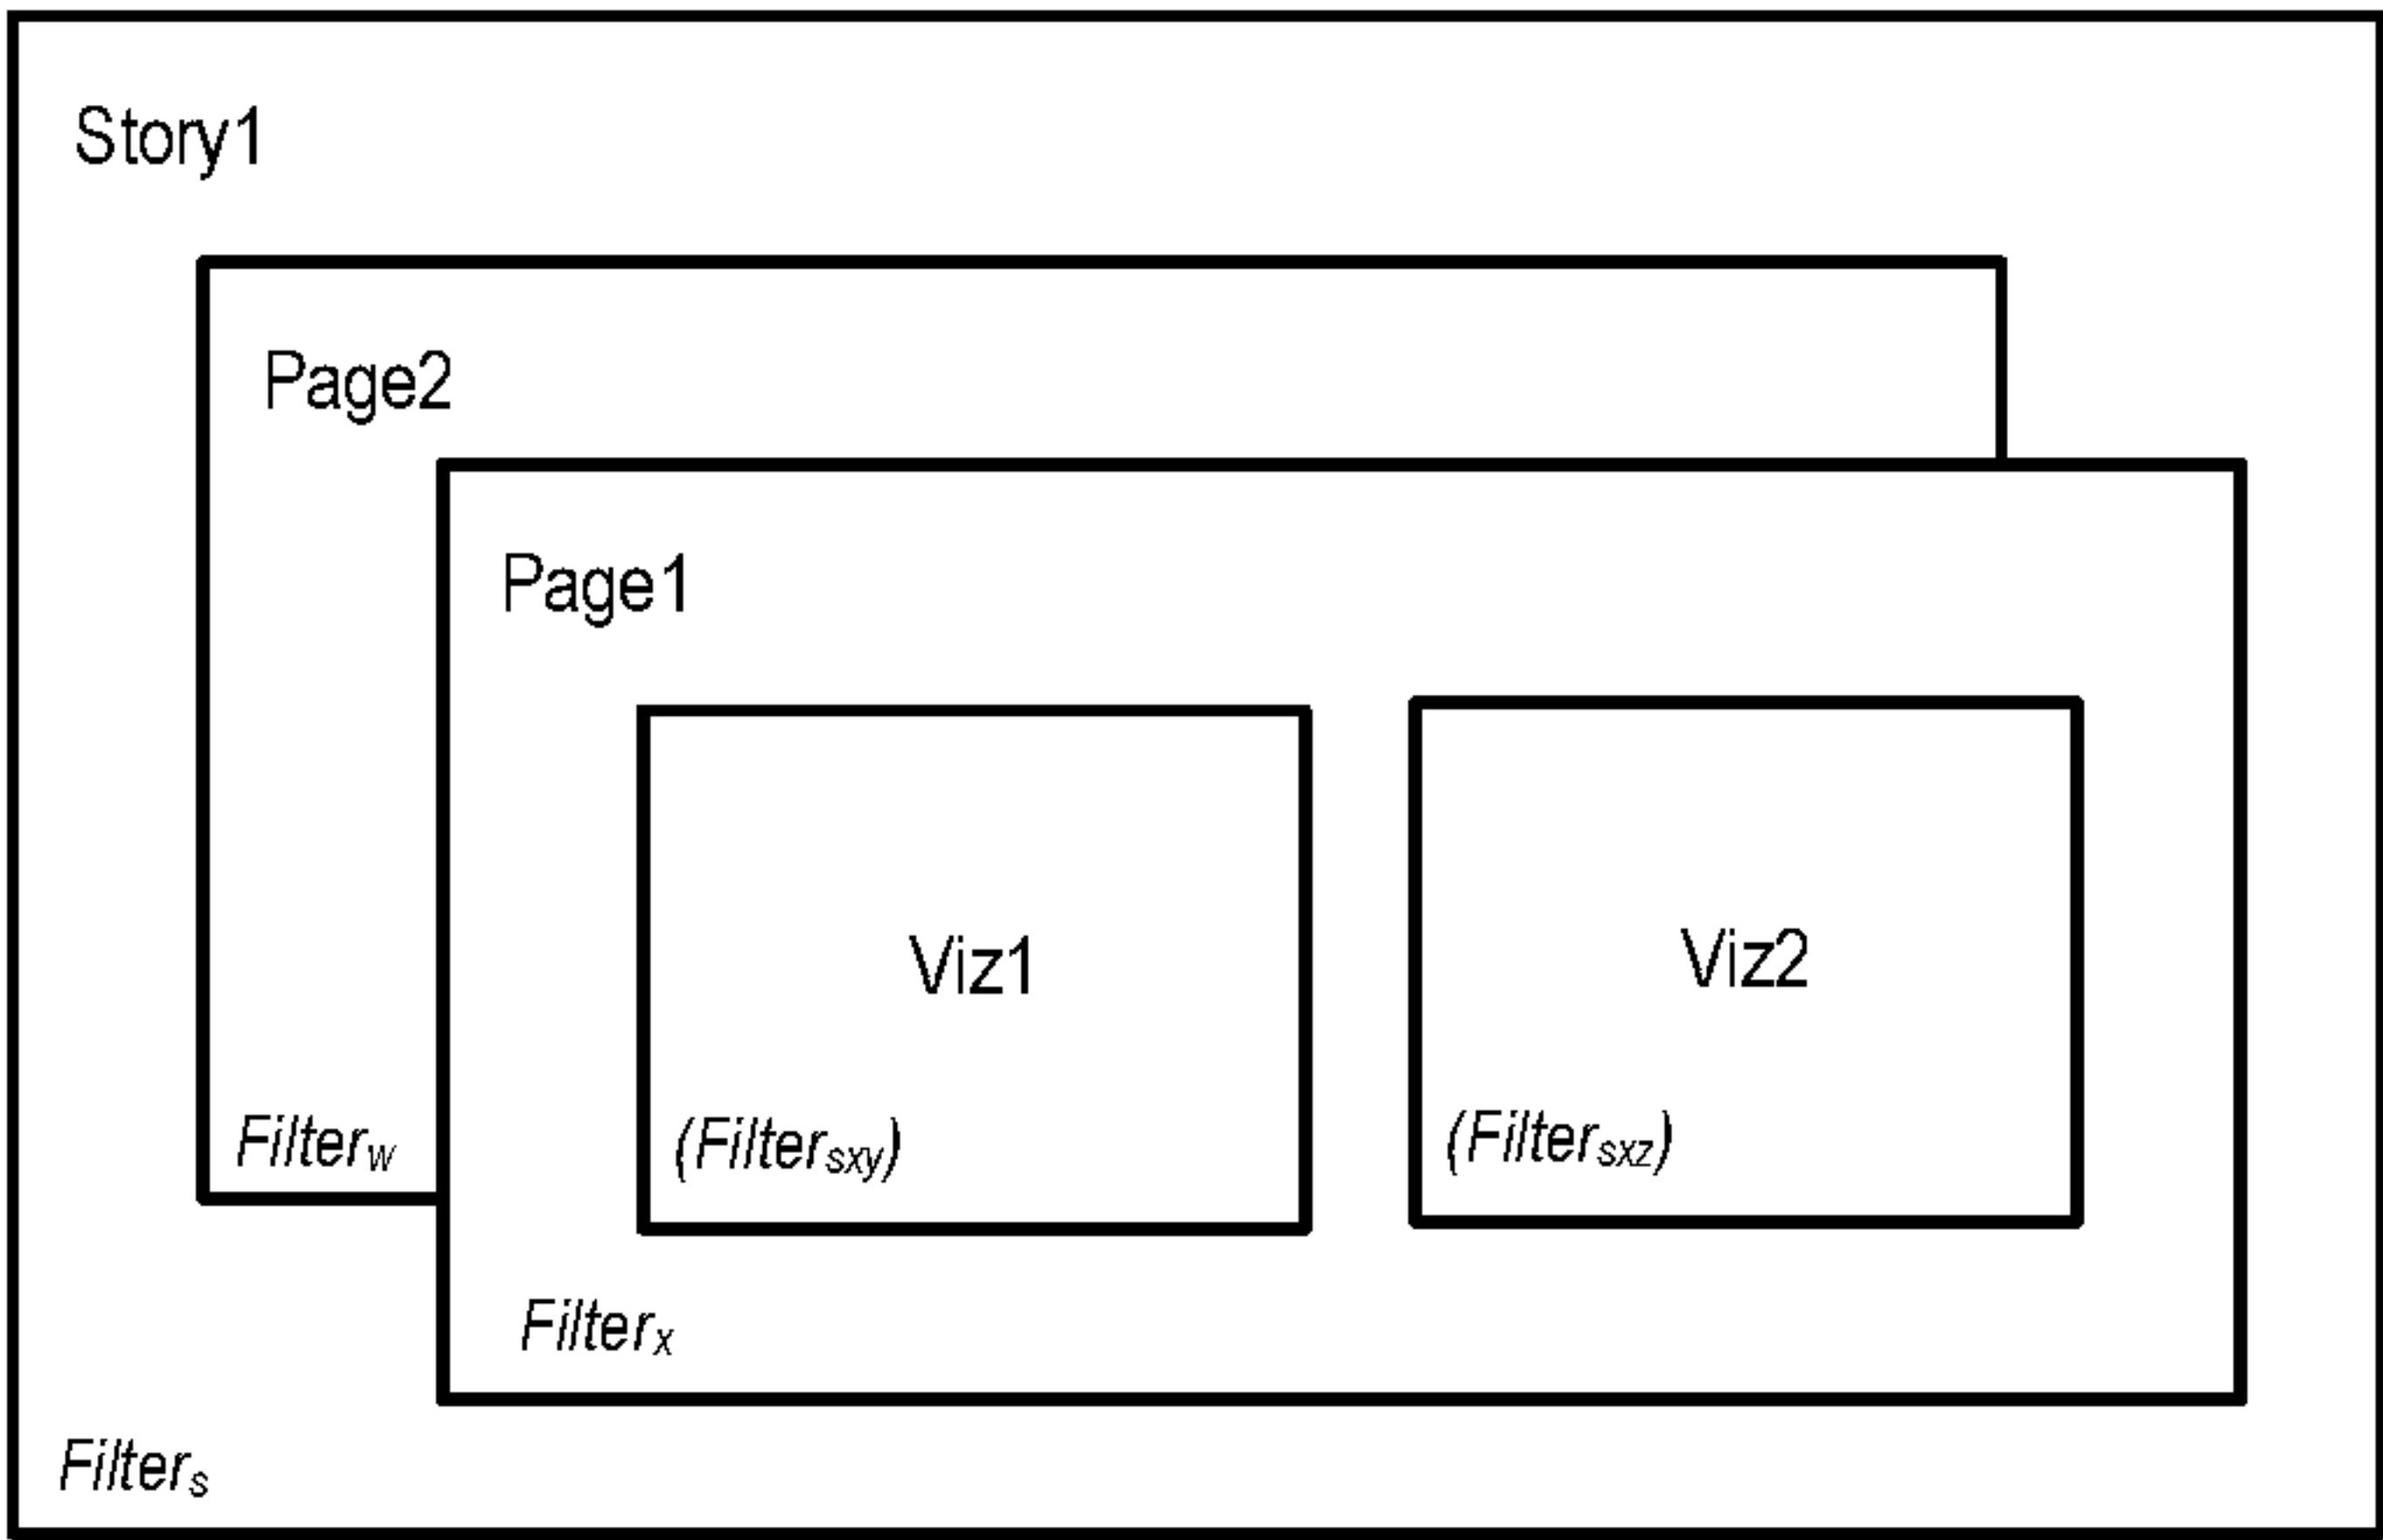 Story1
Page2
Page1
Viz1
Viz2
(Filtersxy)
(Filtersxz)
Filterw
Filterx
Filters